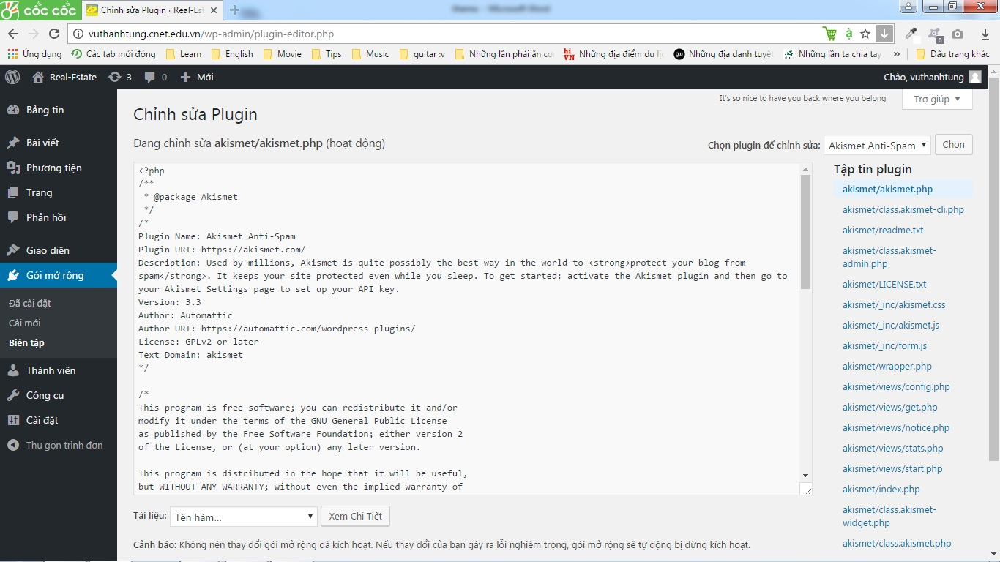 cốc cốc
Chỉnh sửa Plugin ‹ Real-Est
theme - Microsoft Word
vuthanhtung.cnet.edu.vn/wp-admin/plugin-editor.php
Ứng dụng Các tab mới đóng Learn English Movie Tips Music guitar :v Những lần phải ăn cơ Những địa điểm du lịc Những địa danh tuyệt Những lần ta chia tay » Dấu trang khác
Real-Estate 3 0 Mới Chào, vuthanhtung
It's so nice to have you back where you belong
Trợ giúp
Bảng tin
Bài viết
Phương tiện
Trang
Phản hồi
Giao diện
Gói mở rộng
Đã cài đặt
Cài mới
Biên tập
Thành viên
Công cụ
Cài đặt
Thu gọn trình đơn
Chỉnh sửa Plugin
Đang chỉnh sửa akismet/akismet.php (hoạt động)
Chọn plugin để chỉnh sửa: Akismet Anti-Spam Chọn
<?php
/**
 * @package Akismet
 */
/*
Plugin Name: Akismet Anti-Spam
Plugin URI: https://akismet.com/
Description: Used by millions, Akismet is quite possibly the best way in the world to <strong>protect your blog from
spam</strong>. It keeps your site protected even while you sleep. To get started: activate the Akismet plugin and then go to
your Akismet Settings page to set up your API key.
Version: 3.3
Author: Automattic
Author URI: https://automattic.com/wordpress-plugins/
License: GPLv2 or later
Text Domain: akismet
*/
/*
This program is free software; you can redistribute it and/or
modify it under the terms of the GNU General Public License
as published by the Free Software Foundation; either version 2
of the License, or (at your option) any later version.
This program is distributed in the hope that it will be useful,
but WITHOUT ANY WARRANTY; without even the implied warranty of
Tập tin plugin
akismet/akismet.php
akismet/class.akismet-cli.php
akismet/readme.txt
akismet/class.akismet-
admin.php
akismet/LICENSE.txt
akismet/_inc/akismet.css
akismet/_inc/akismet.js
akismet/_inc/form.js
akismet/wrapper.php
akismet/views/config.php
akismet/views/get.php
akismet/views/notice.php
akismet/views/stats.php
akismet/views/start.php
akismet/index.php
akismet/class.akismet-
widget.php
akismet/class.akismet.php
Tài liệu: Tên hàm... Xem Chi Tiết
Cảnh báo: Không nên thay đổi gói mở rộng đã kích hoạt. Nếu thay đổi của bạn gây ra lỗi nghiêm trọng, gói mở rộng sẽ tự động bị dừng kích hoạt.